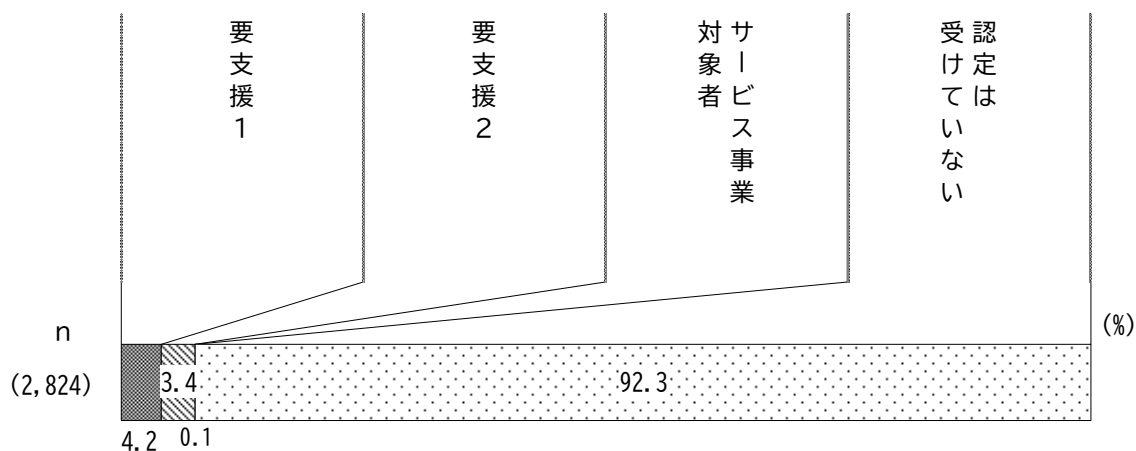 要支援1
要支援2
サービス事業
対象者
認定は
受けていない
n
(%)
(2,824)
3.4
92.3
4.2
0.1